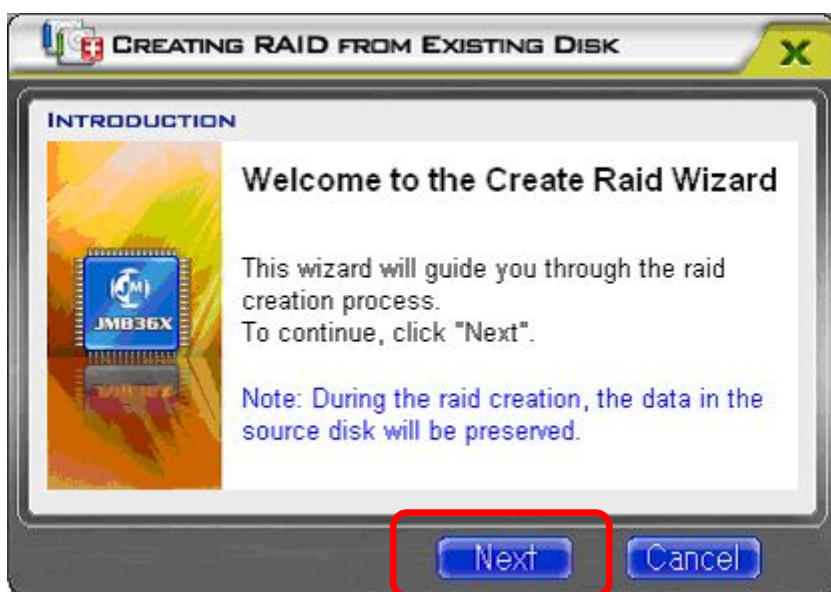 CREATING RAID FROM EXISTING DISK
X
INTRODUCTION
Welcome to the Create Raid Wizard
This wizard will guide you through the raid
creation process.
To continue, click "Next".
Note: During the raid creation, the data in the
source disk will be preserved.
JM
JMB36X
Next
Cancel